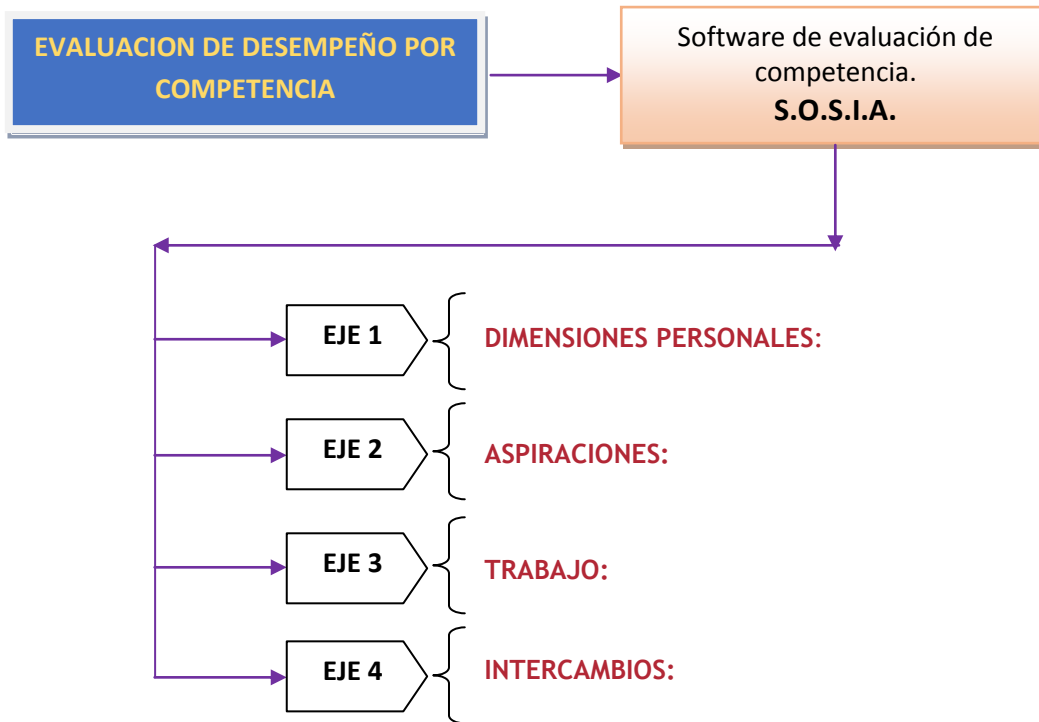 EVALUACION DE DESEMPEÑO POR
COMPETENCIA
Software de evaluación de
competencia.
S.O.S.I.A.
EJE 1
DIMENSIONES PERSONALES:
EJE 2
ASPIRACIONES:
EJE 3
TRABAJO:
EJE 4
INTERCAMBIOS: